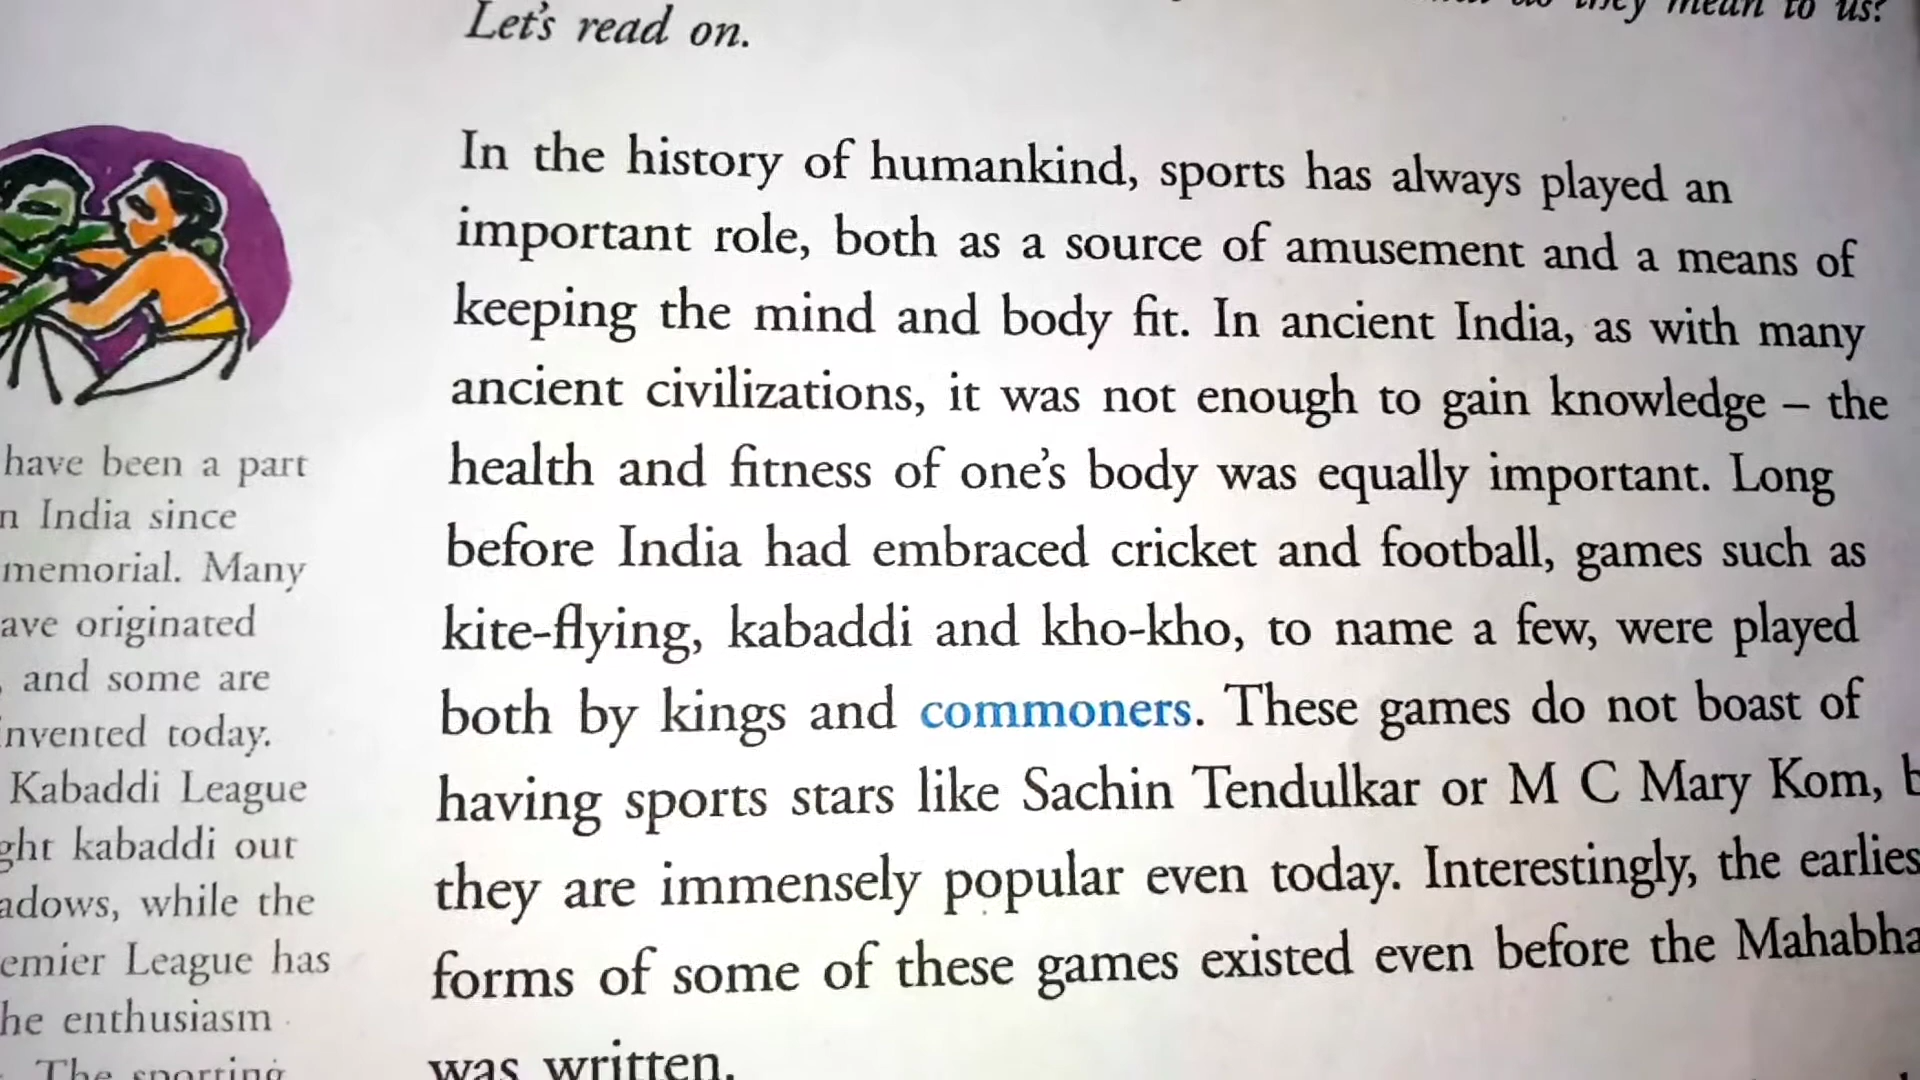 mean to us?
Let's read on.
In the history of humankind, sports has always played an
important role, both as a source of amusement and a means of
keeping the mind and body fit. In ancient India, as with many
ancient civilizations, it was not enough to gain knowledge – the
health and fitness of one's body was equally important. Long
before India had embraced cricket and football, games such as
kite-flying, kabaddi and kho-kho, to name a few, were played
both by kings and commoners. These games do not boast of
having sports stars like Sachin Tendulkar or M C Mary Kom,
they are immensely popular even today. Interestingly, the
forms of some of these games existed even before the
was written.
have been a part
India since
Many
originated
and some are
today.
Kabaddi League
kabaddi out
while the
League has
enthusiasm
The sporting